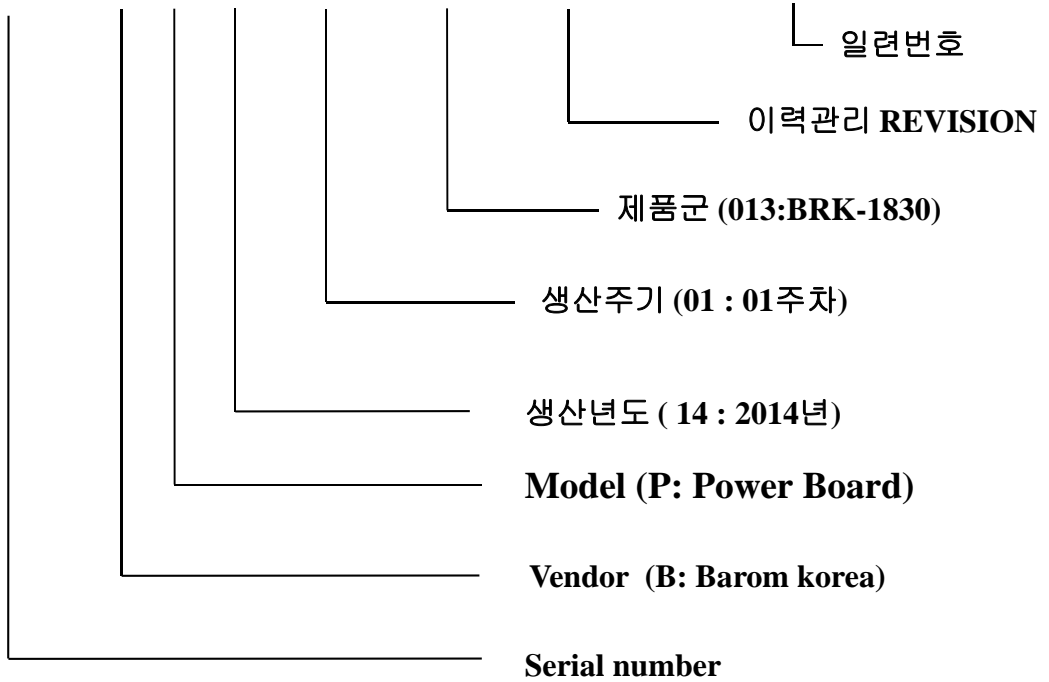 일련번호
이력관리 REVISION
제품군 (013:BRK-1830)
생산주기 (01 : 01주차)
생산년도 ( 14 : 2014년)
Model (P: Power Board)
Vendor (B: Barom korea)
Serial number